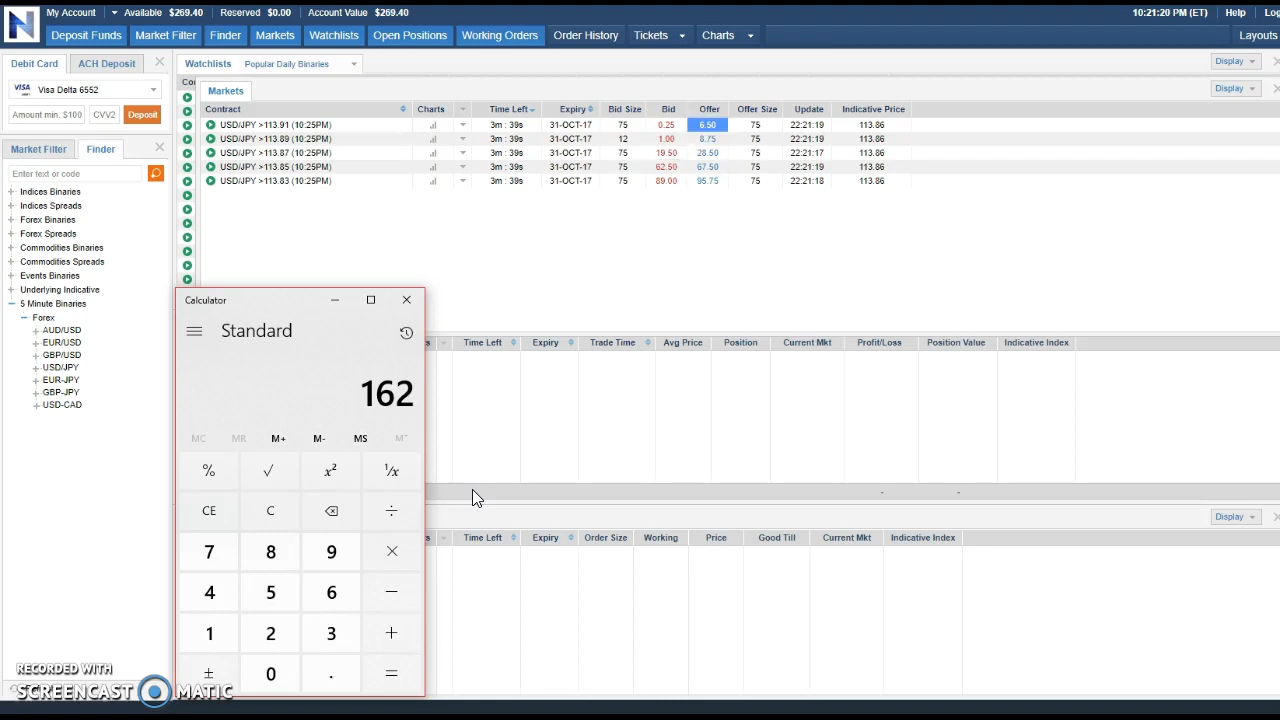 My Account Available $269.40 Reserved $0.00 Account Value $269.40 10:21:20 PM (ET) Help Log
N Deposit Funds Market Filter Finder Markets Watchlists Open Positions Working Orders Order History Tickets Charts Layouts
Debit Card ACH Deposit Watchlists Popular Daily Binaries Display
VISA Visa Delta 6552 Markets Display
Amount min. $100 CVV2 Deposit
Contract Charts Time Left Expiry Bid Size Bid Offer Offer Size Update Indicative Price
USD/JPY >113.91 (10:25PM) 3m : 39s 31-OCT-17 75 0.25 6.50 75 22:21:19 113.86
USD/JPY >113.89 (10:25PM) 3m : 39s 31-OCT-17 12 1.00 8.75 75 22:21:19 113.86
USD/JPY >113.87 (10:25PM) 3m : 39s 31-OCT-17 75 19.50 28.50 75 22:21:17 113.86
USD/JPY >113.85 (10:25PM) 3m : 39s 31-OCT-17 75 62.50 67.50 75 22:21:19 113.86
USD/JPY >113.83 (10:25PM) 3m : 39s 31-OCT-17 75 89.00 95.75 75 22:21:18 113.86
Market Filter Finder
Enter text or code
Indices Binaries
Indices Spreads
Forex Binaries
Forex Spreads
Commodities Binaries
Commodities Spreads
Events Binaries
Underlying Indicative
5 Minute Binaries
Forex
AUD/USD
EUR/USD
GBP/USD
USD/JPY
EUR-JPY
GBP-JPY
USD-CAD
Calculator
Standard
162
MC MR M+ M- MS M
% √ x² ¹/x
CE C ÷
7 8 9 ×
4 5 6 −
1 2 3 +
± 0 . =
Time Left Expiry Trade Time Avg Price Position Current Mkt Profit/Loss Position Value Indicative Index
- -
Display
Time Left Expiry Order Size Working Price Good Till Current Mkt Indicative Index
RECORDED WITH
SCREENCAST MATIC